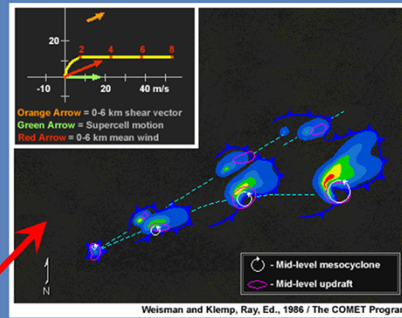 20
2 4 6 8
-10 20 40 m/s
Orange Arrow = 0-6 km shear vector
Green Arrow = Supercell motion
Red Arrow = 0-6 km mean wind
- Mid-level mesocyclone
- Mid-level updraft
N
Weisman and Klemp, Ray, Ed., 1986 / The COMET Program